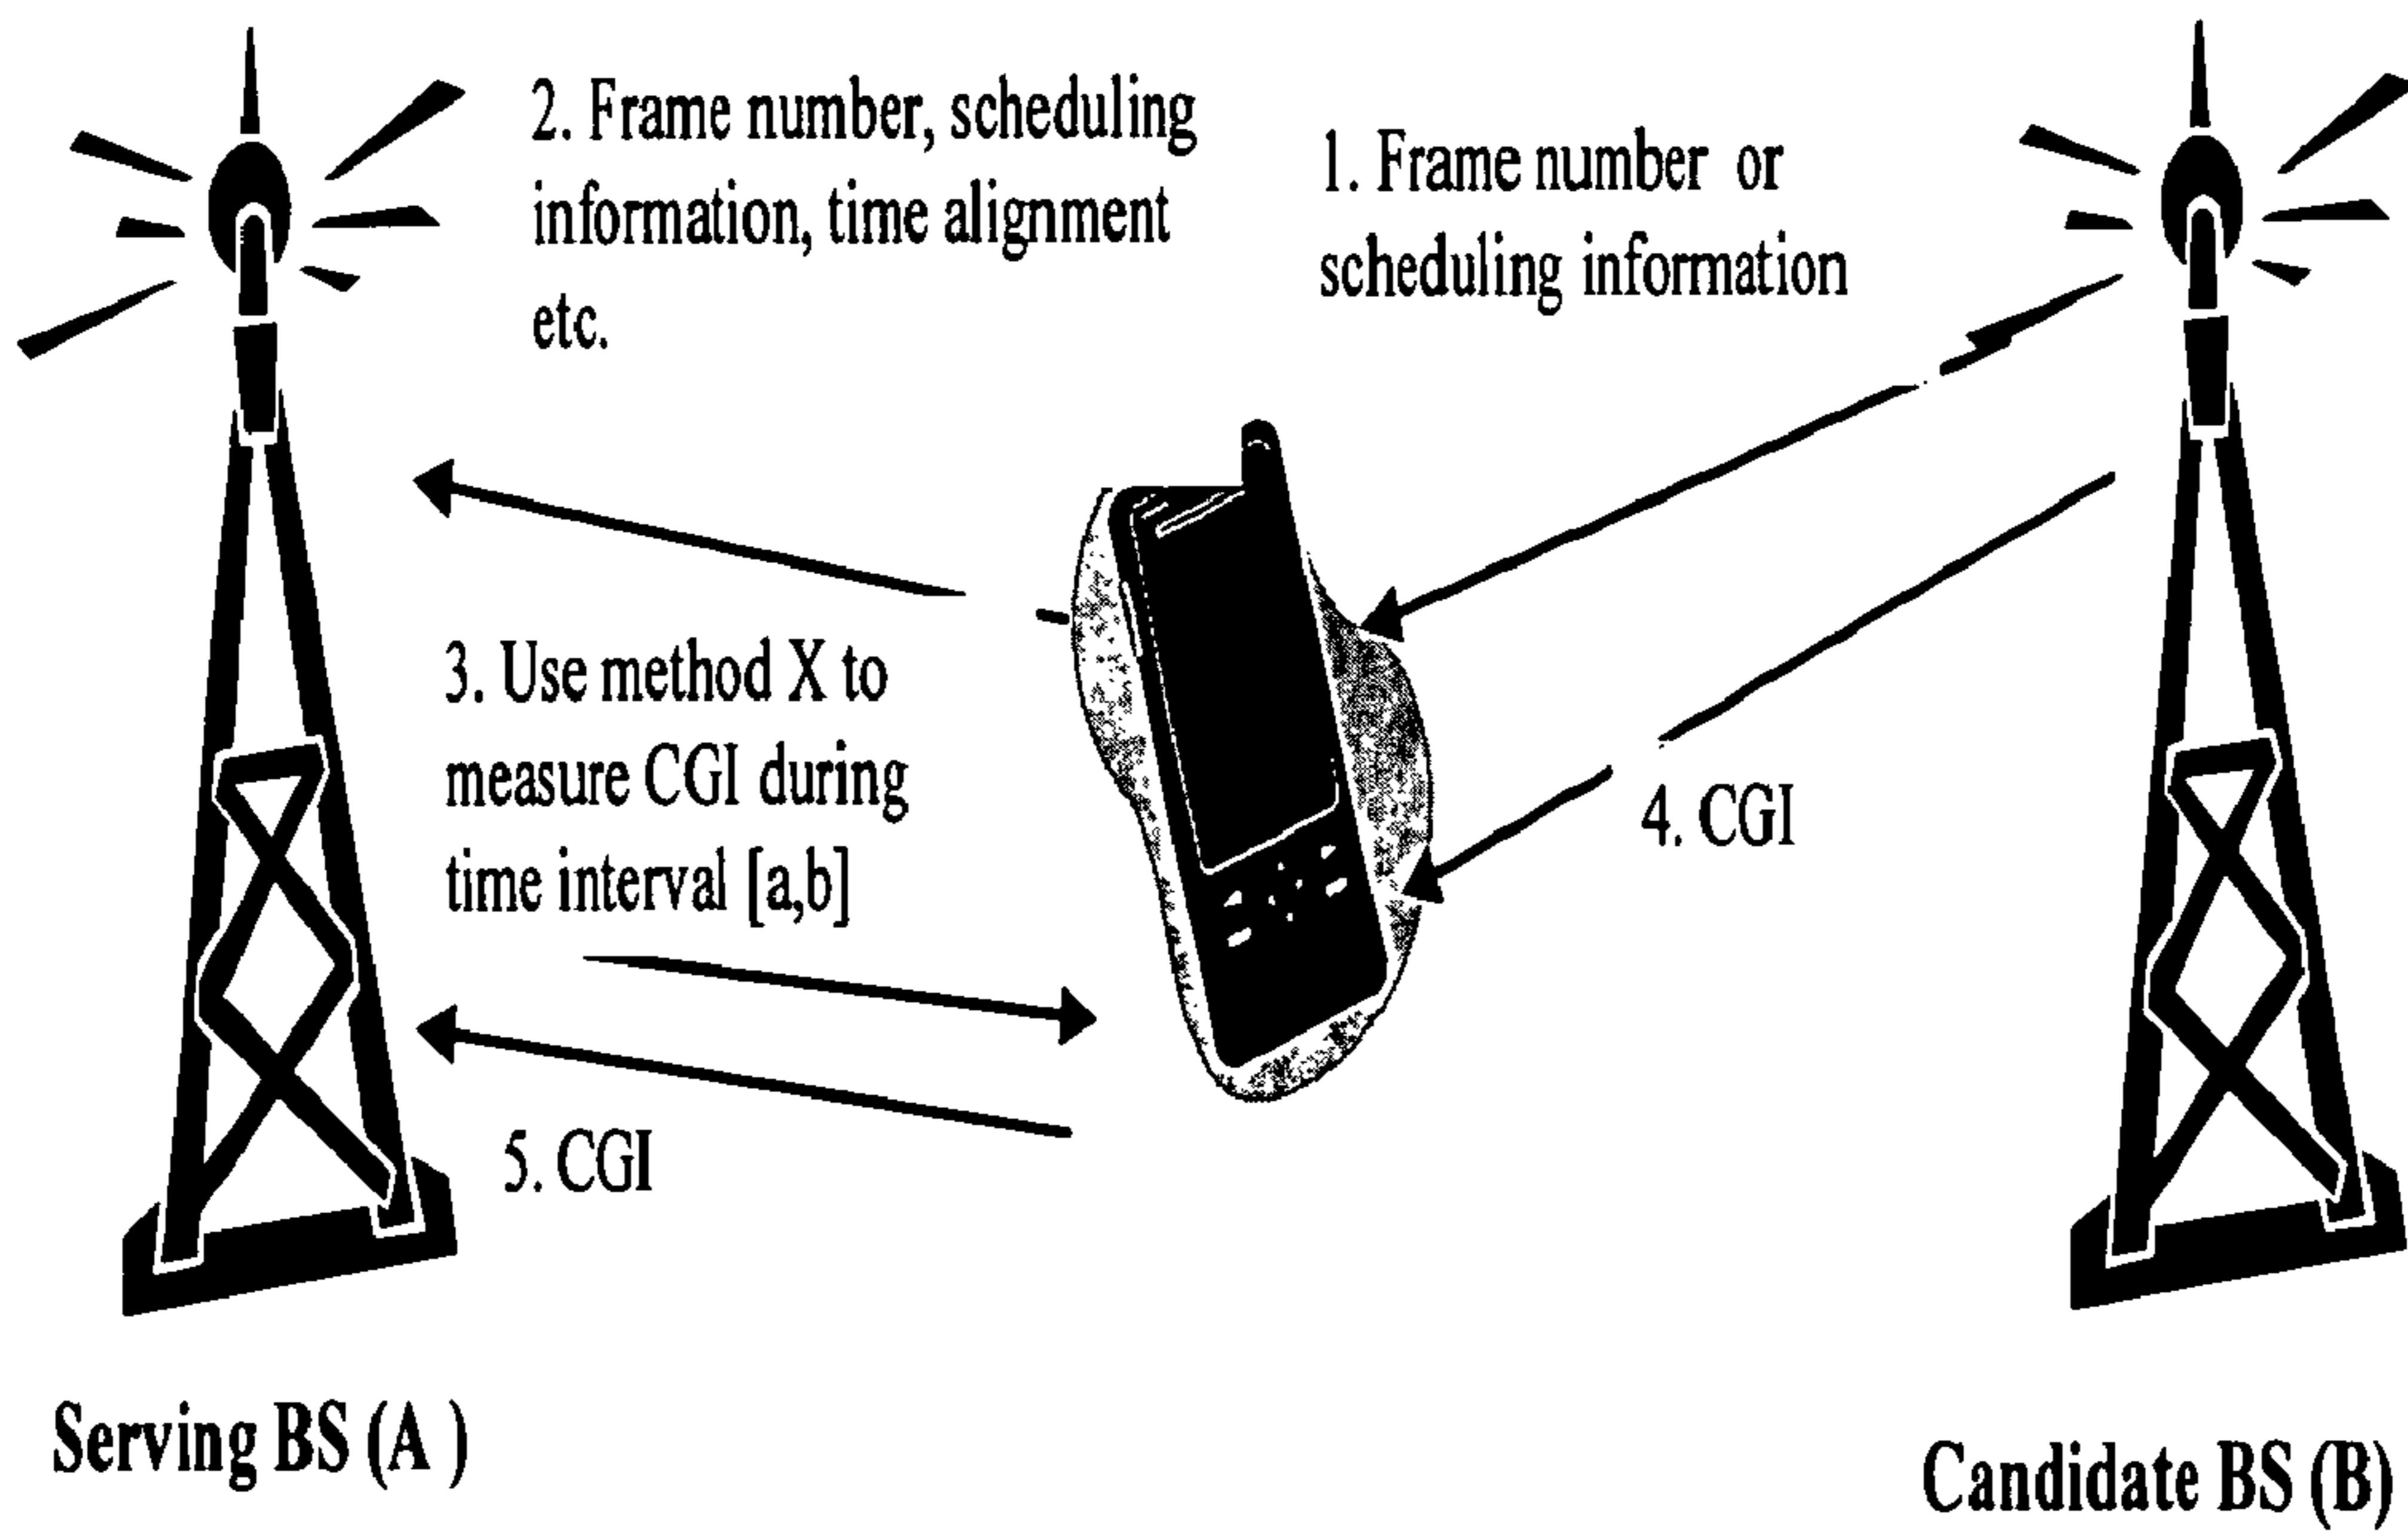 2. Frame number, scheduling
information, time alignment
etc.
1. Frame number or
scheduling information
3. Use method X to
measure CGI during
time interval [a,b]
4. CGI
5. CGI
Serving BS (A )
Candidate BS (B)